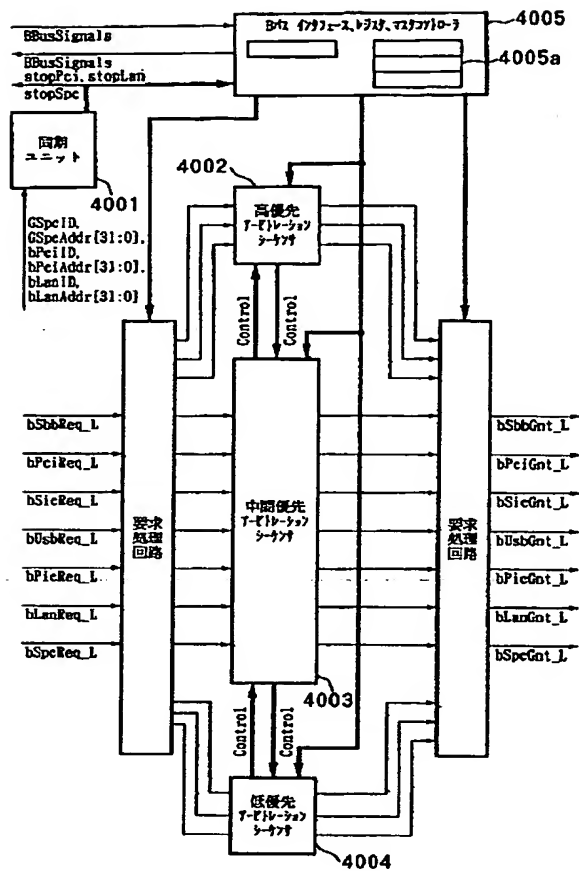 Bバス インタフェース、レジスタ、マスタコントローラ
4005
4005a
BBusSignals
BBusSignals
stopPci, stopLan
stopSpc
同期
ユニット
4001
GSpcID,
GSpcAddr[31:0],
bPciID,
bPciAddr[31:0],
bLanID,
bLanAddr[31:0]
4002
高優先
アービトレーション
シーケンサ
Control
Control
bSbbReq_L
bPciReq_L
bSicReq_L
bUsbReq_L
bPicReq_L
bLanReq_L
bSpcReq_L
要求
処理
回路
中間優先
アービトレーション
シーケンサ
4003
要求
処理
回路
bSbbGnt_L
bPciGnt_L
bSicGnt_L
bUsbGnt_L
bPicGnt_L
bLanGnt_L
bSpcGnt_L
Control
Control
低優先
アービトレーション
シーケンサ
4004